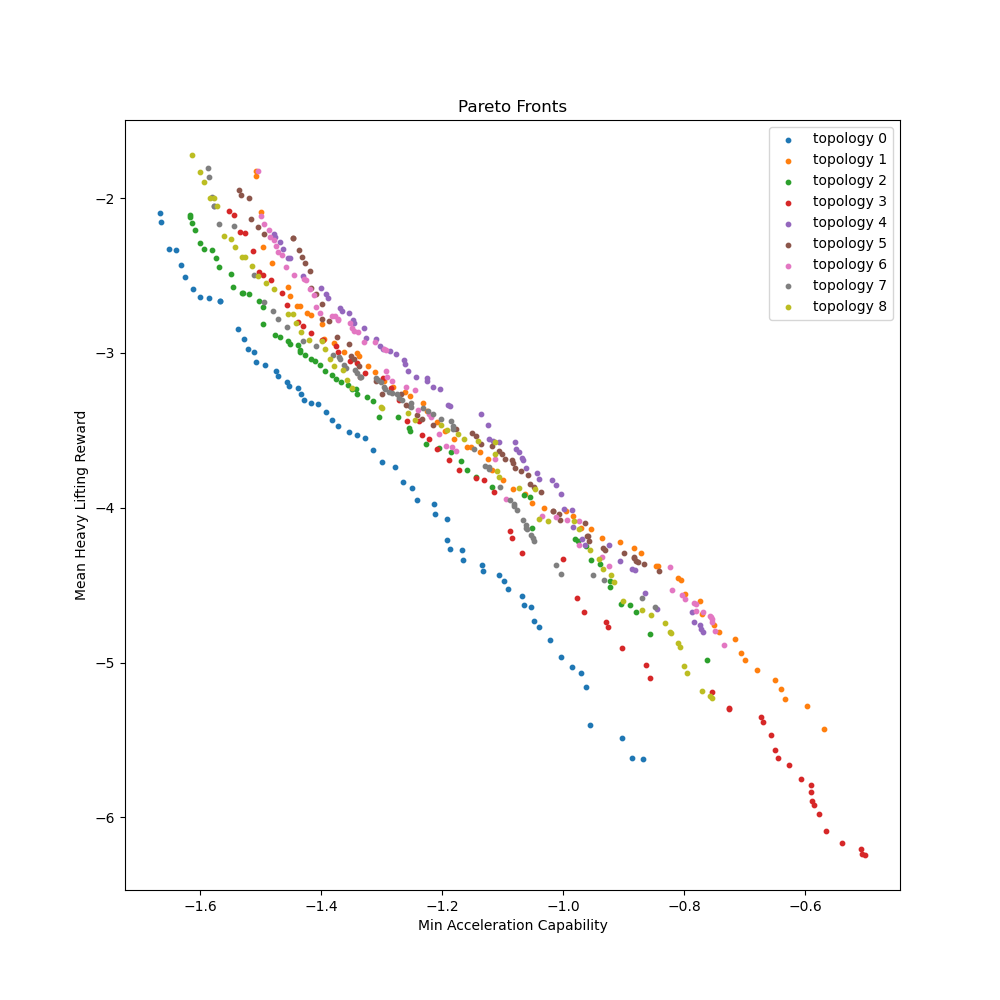 Pareto Fronts
topology 0
topology 1
topology 2
topology 3
topology 4
topology 5
topology 6
topology 7
topology 8
Mean Heavy Lifting Reward
−2
−3
−4
−5
−6
−1.6
−1.4
−1.2
−1.0
−0.8
−0.6
Min Acceleration Capability